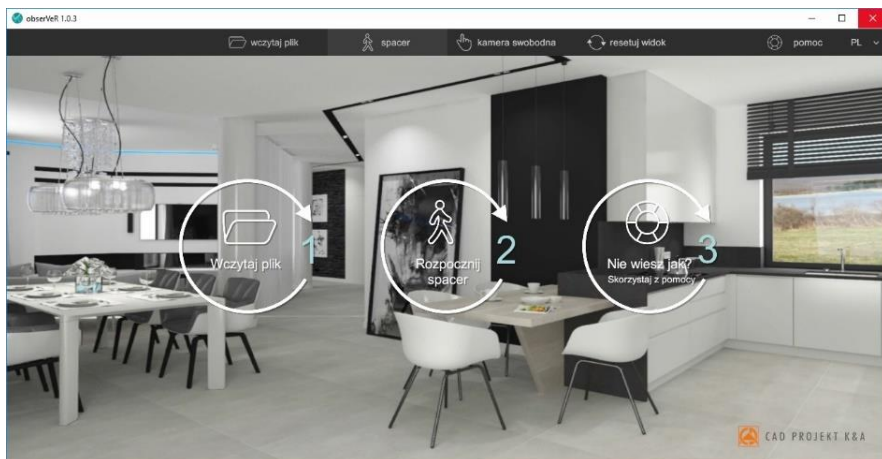 obserVeR 1.0.3
wczytaj plik
spacer
kamera swobodna
resetuj widok
pomoc
PL
Wczytaj plik
1
Rozpocznij
spacer
2
Nie wiesz jak?
Skorzystaj z pomocy
3
CAD PROJEKT K&A